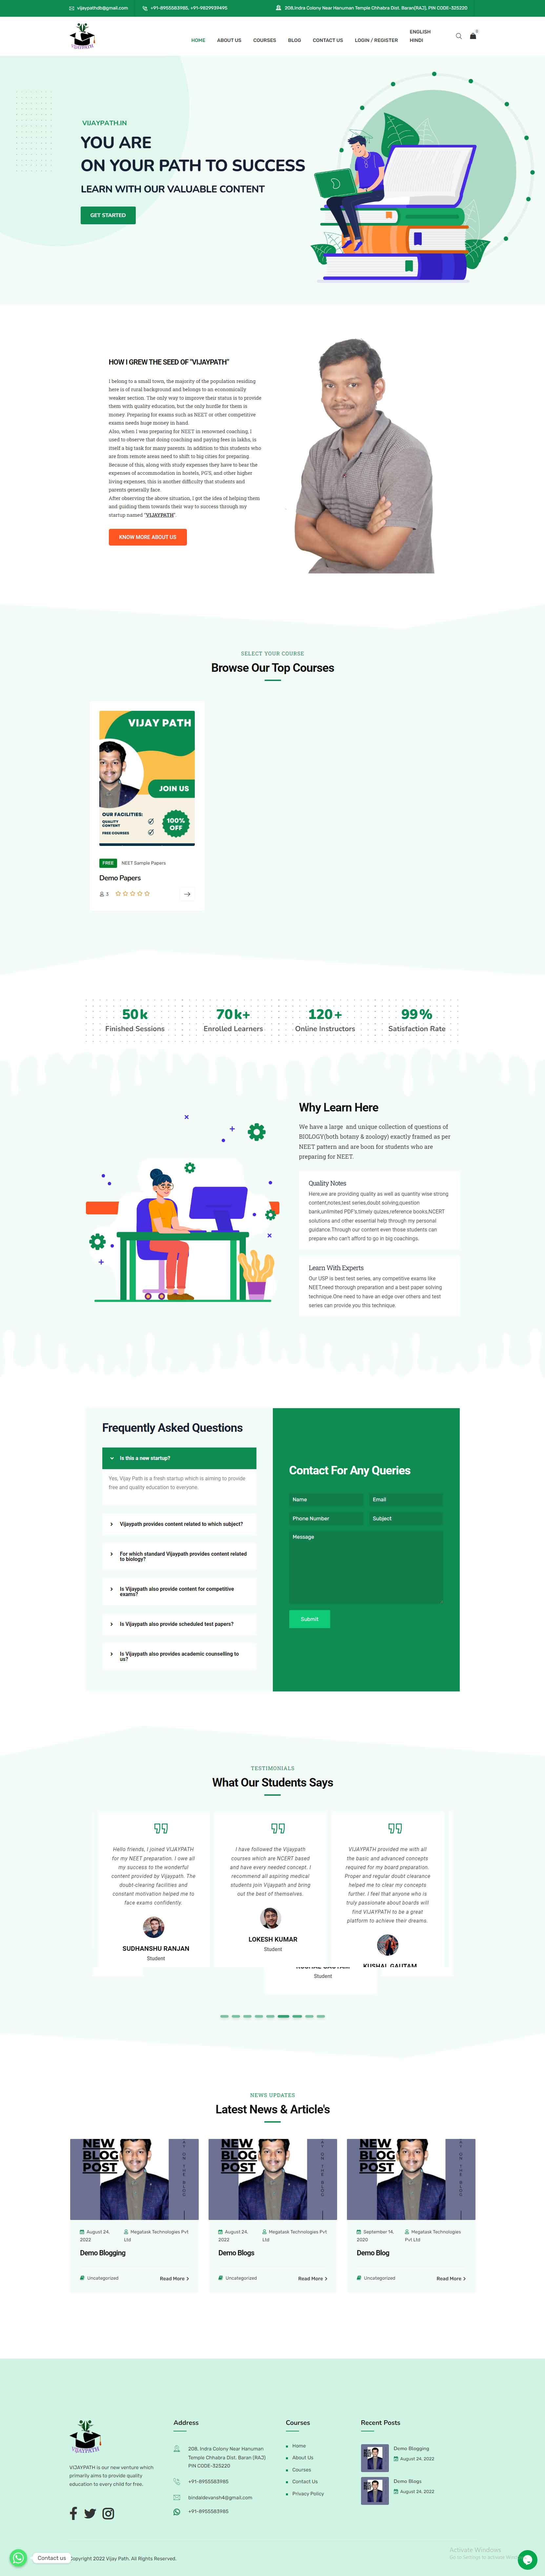 vijaypathdb@gmail.com
+91-8955583985, +91-9829939495
208,Indra Colony Near Hanuman Temple Chhabra Dist. Baran(RAJ), PIN CODE-325220
VIJAYPATH
HOME
ABOUT US
COURSES
BLOG
CONTACT US
LOGIN / REGISTER
ENGLISH
HINDI
0
VIJAYPATH.IN
YOU ARE
ON YOUR PATH TO SUCCESS
LEARN WITH OUR VALUABLE CONTENT
GET STARTED
HOW I GREW THE SEED OF "VIJAYPATH"
I belong to a small town, the majority of the population residing
here is of rural background and belongs to an economically
weaker section. The only way to improve their status is to provide
them with quality education, but the only hurdle for them is
money. Preparing for exams such as NEET or other competitive
exams needs huge money in hand.
Also, when I was preparing for NEET in renowned coaching, I
used to observe that doing coaching and paying fees in lakhs, is
itself a big task for many parents. In addition to this students who
are from remote areas need to shift to big cities for preparing.
Because of this, along with study expenses they have to bear the
expenses of accommodation in hostels, PG'S, and other higher
living expenses, this is another difficulty that students and
parents generally face.
After observing the above situation, I got the idea of helping them
and guiding them towards their way to success through my
startup named "VIJAYPATH".
KNOW MORE ABOUT US
SELECT YOUR COURSE
Browse Our Top Courses
VIJAY PATH
JOIN US
OUR FACILITIES:
QUALITY
CONTENT
FREE COURSES
100%
OFF
FREE
NEET Sample Papers
Demo Papers
3
50k
Finished Sessions
70k+
Enrolled Learners
120+
Online Instructors
99%
Satisfaction Rate
Why Learn Here
We have a large and unique collection of questions of
BIOLOGY(both botany & zoology) exactly framed as per
NEET pattern and are boon for students who are
preparing for NEET.
Quality Notes
Here,we are providing quality as well as quantity wise strong
content,notes,test series,doubt solving,question
bank,unlimited PDF's,timely quizes,reference books,NCERT
solutions and other essential help through my personal
guidance.Through our content even those students can
prepare who can't afford to go in big coachings.
Learn With Experts
Our USP is best test series, any competitive exams like
NEET,need thorough preparation and a best paper solving
technique.One need to have an edge over others and test
series can provide you this technique.
Frequently Asked Questions
Is this a new startup?
Yes, Vijay Path is a fresh startup which is aiming to provide
free and quality education to everyone.
Vijaypath provides content related to which subject?
For which standard Vijaypath provides content related
to biology?
Is Vijaypath also provide content for competitive
exams?
Is Vijaypath also provide scheduled test papers?
Is Vijaypath also provides academic counselling to
us?
Contact For Any Queries
Name
Email
Phone Number
Subject
Message
Submit
TESTIMONIALS
What Our Students Says
Hello friends, I joined VIJAYPATH
for my NEET preparation. I owe all
my success to the wonderful
content provided by Vijaypath. The
doubt-clearing facilities and
constant motivation helped me to
face exams confidently.
SUDHANSHU RANJAN
Student
I have followed the Vijaypath
courses which are NCERT based
and have every needed concept. I
recommend all aspiring medical
students join Vijaypath and bring
out the best of themselves.
LOKESH KUMAR
Student
VIJAYPATH provided me with all
the basic and advanced concepts
required for my board preparation.
Proper and regular doubt clearance
helped me to clear my concepts
further. I feel that anyone who is
truly passionate about boards will
find VIJAYPATH to be a great
platform to achieve their dreams.
KUSHAL GAUTAM
Student
NEWS UPDATES
Latest News & Article's
NEW
BLOG
POST
August 24, 2022
Megatask Technologies Pvt Ltd
Demo Blogging
Uncategorized
Read More
NEW
BLOG
POST
August 24, 2022
Megatask Technologies Pvt Ltd
Demo Blogs
Uncategorized
Read More
NEW
BLOG
POST
September 14, 2020
Megatask Technologies Pvt Ltd
Demo Blog
Uncategorized
Read More
VIJAYPATH
VIJAYPATH is our new venture which
primarily aims to provide quality
education to every child for free.
Address
208, Indra Colony Near Hanuman
Temple Chhabra Dist. Baran (RAJ)
PIN CODE-325220
+91-8955583985
bindaldevansh4@gmail.com
+91-8955583985
Courses
Home
About Us
Courses
Contact Us
Privacy Policy
Recent Posts
Demo Blogging
August 24, 2022
Demo Blogs
August 24, 2022
Contact us
Copyright 2022 Vijay Path. All Rights Reserved.
Activate Windows